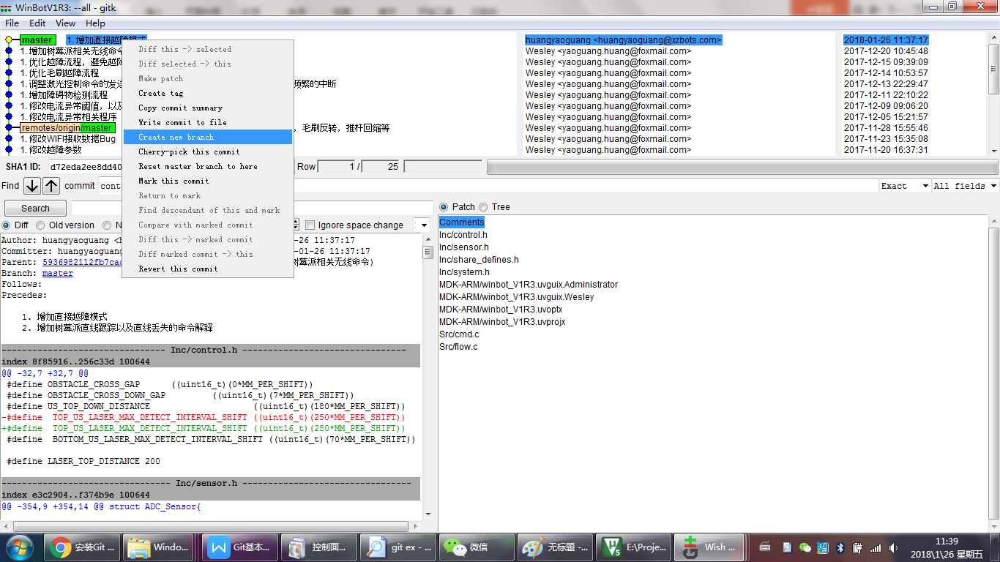 WinBotV1R3: --all - gitk
File Edit View Help
master 1. 增加直接越障模式 huangyaoguang <huangyaoguang@xzbots.com> 2018-01-26 11:37:17
1. 增加树莓派相关无线命令 Wesley <yaoguang.huang@foxmail.com> 2017-12-20 10:45:48
1. 优化越障流程，避免越障 Wesley <yaoguang.huang@foxmail.com> 2017-12-15 09:39:09
1. 优化毛刷越障流程 Wesley <yaoguang.huang@foxmail.com> 2017-12-14 10:53:57
1. 调整激光控制命令的发送 频繁的中断 Wesley <yaoguang.huang@foxmail.com> 2017-12-13 22:29:47
1. 增加障碍物检测流程 Wesley <yaoguang.huang@foxmail.com> 2017-12-11 22:10:22
1. 修改电流异常阈值，以及 Wesley <yaoguang.huang@foxmail.com> 2017-12-09 09:06:20
1. 修改电流异常相关程序 Wesley <yaoguang.huang@foxmail.com> 2017-12-05 15:21:57
remotes/origin/master ，毛刷反转，推杆回缩等 Wesley <yaoguang.huang@foxmail.com> 2017-11-28 15:55:46
1. 修改WIFI接收数据Bug Wesley <yaoguang.huang@foxmail.com> 2017-11-23 15:35:08
1. 修改越障参数 Wesley <yaoguang.huang@foxmail.com> 2017-11-20 16:37:31
Diff this -> selected
Diff selected -> this
Make patch
Create tag
Copy commit summary
Write commit to file
Create new branch
Cherry-pick this commit
Reset master branch to here
Mark this commit
Return to mark
Find descendant of this and mark
Compare with marked commit
Diff this -> marked commit
Diff marked commit -> this
Revert this commit
SHA1 ID: d72eda2ee8dd40 Row 1 / 25
Find commit cont Exact All fields
Search
Diff Old version N Ignore space change
Patch Tree
Author: huangyaoguang <h -26 11:37:17
Committer: huangyaoguang -01-26 11:37:17
Parent: 5936982112fb7cac 树莓派相关无线命令)
Branch: master
Follows:
Precedes:
1. 增加直接越障模式
2. 增加树莓派直线跟踪以及直线丢失的命令解释
---------------------------- Inc/control.h --------------------------------
index 8f85916..256c33d 100644
@@ -32,7 +32,7 @@
#define OBSTACLE_CROSS_GAP ((uint16_t)(0*MM_PER_SHIFT))
#define OBSTACLE_CROSS_DOWN_GAP ((uint16_t)(7*MM_PER_SHIFT))
#define US_TOP_DOWN_DISTANCE ((uint16_t)(180*MM_PER_SHIFT))
-#define TOP_US_LASER_MAX_DETECT_INTERVAL_SHIFT ((uint16_t)(250*MM_PER_SHIFT))
+#define TOP_US_LASER_MAX_DETECT_INTERVAL_SHIFT ((uint16_t)(280*MM_PER_SHIFT))
#define BOTTOM_US_LASER_MAX_DETECT_INTERVAL_SHIFT ((uint16_t)(70*MM_PER_SHIFT))
#define LASER_TOP_DISTANCE 200
----------------------------- Inc/sensor.h ---------------------------------
index e3c2904..f374b9e 100644
@@ -354,9 +354,14 @@ struct ADC_Sensor{
Comments
Inc/control.h
Inc/sensor.h
Inc/share_defines.h
Inc/system.h
MDK-ARM/winbot_V1R3.uvguix.Administrator
MDK-ARM/winbot_V1R3.uvguix.Wesley
MDK-ARM/winbot_V1R3.uvoptx
MDK-ARM/winbot_V1R3.uvprojx
Src/cmd.c
Src/flow.c
安装Git ... Windo... Git基本... 控制面... git ex - ... 微信 无标题 -... E:\Proje... Wish ...
11:39
2018\1\26 星期五